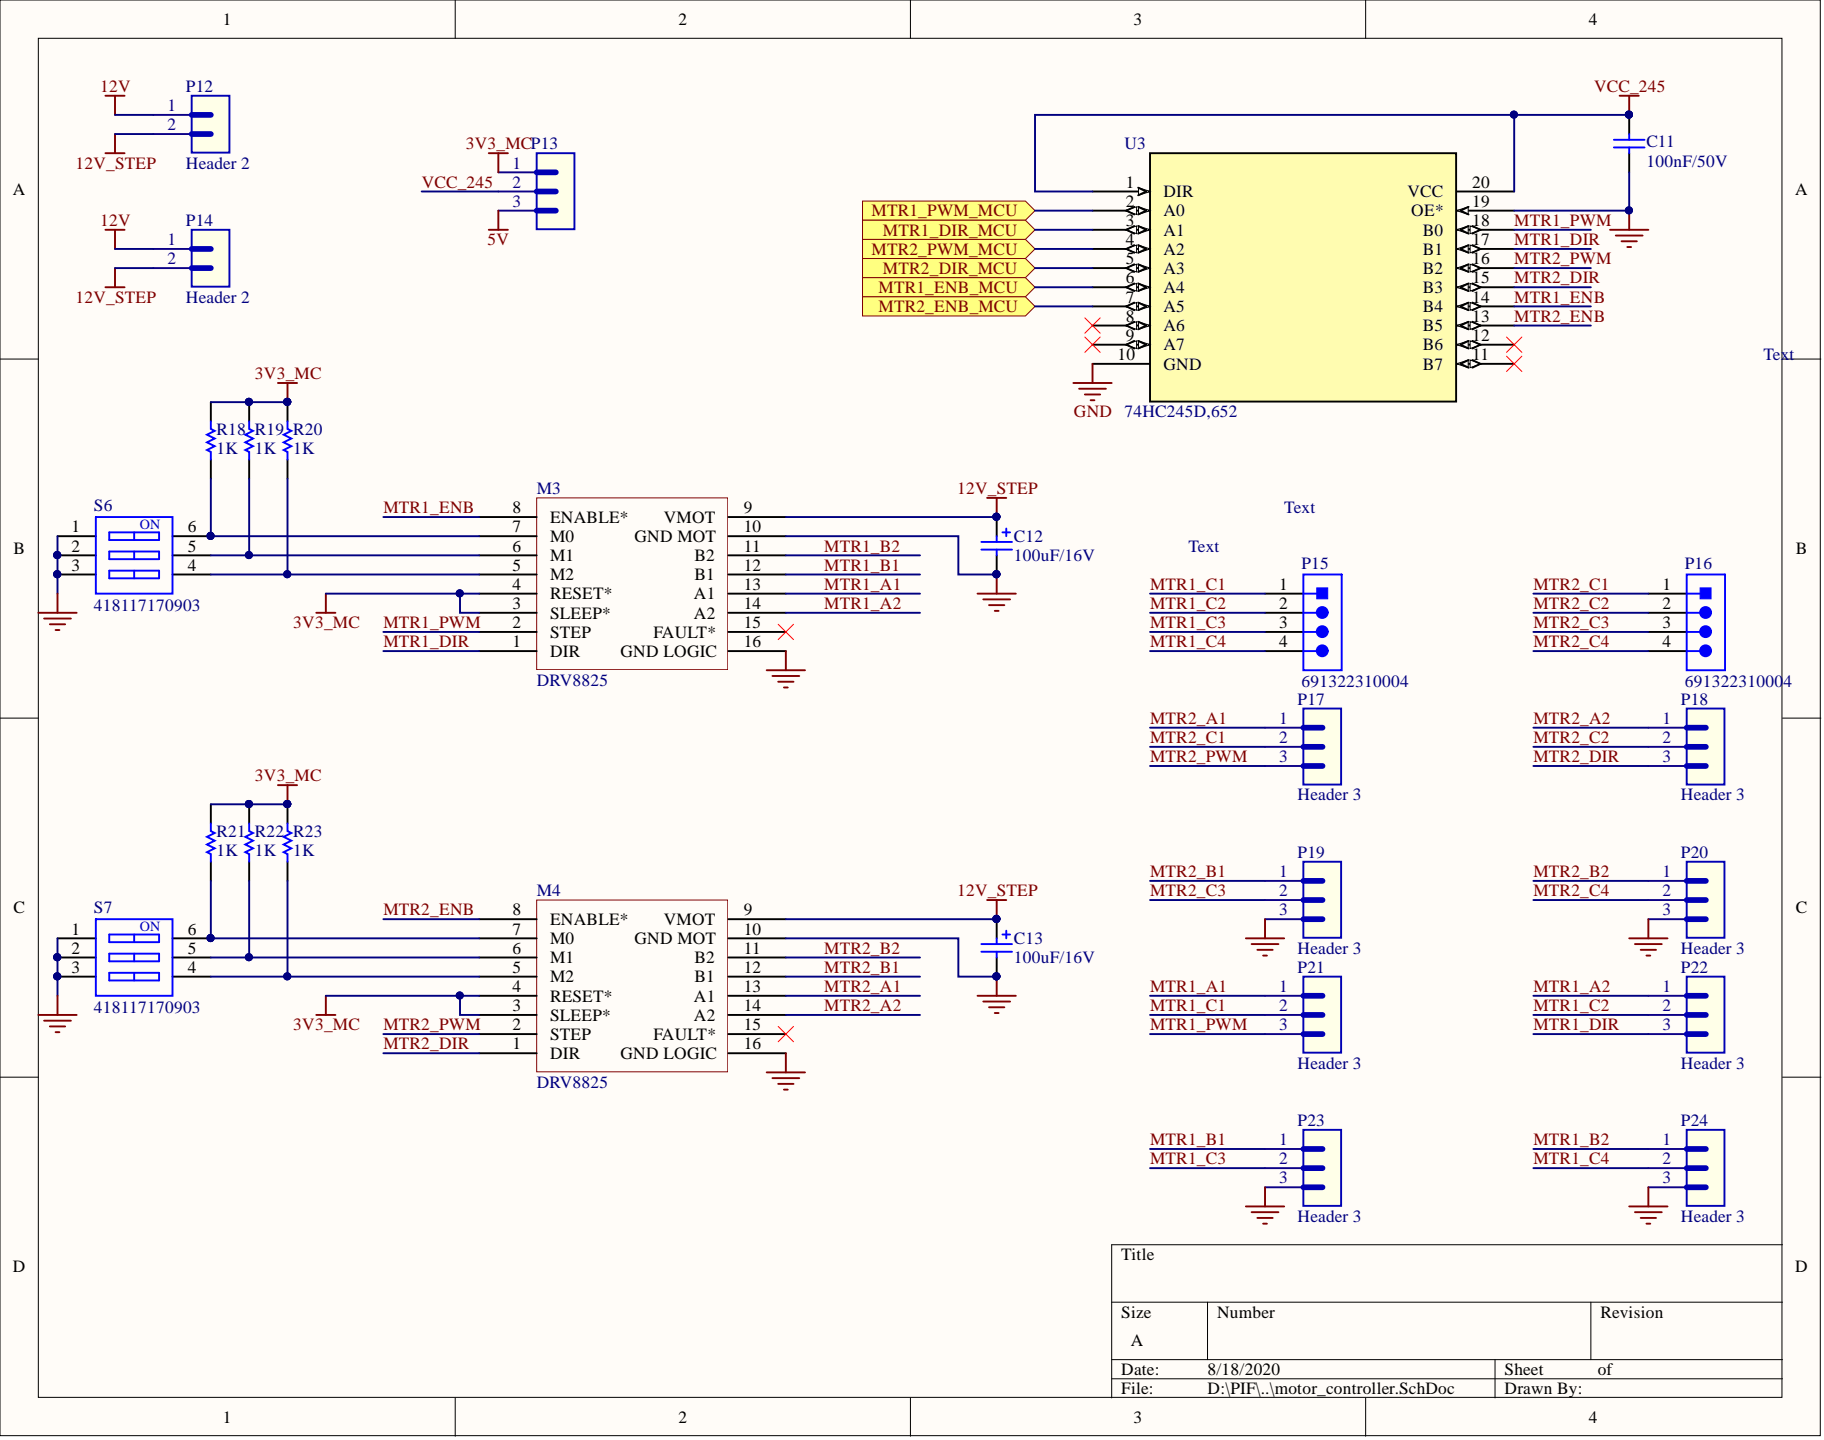 1 2 3 4
A
B
C
D
12V P12
1
2
12V_STEP Header 2
12V P14
1
2
12V_STEP Header 2
3V3_MC P13
1
VCC_245 2
3
5V
VCC_245
C11
100nF/50V
U3
1 DIR VCC 20
MTR1_PWM_MCU 2 A0 OE* 19
MTR1_DIR_MCU 3 A1 B0 18 MTR1_PWM
MTR2_PWM_MCU 4 A2 B1 17 MTR1_DIR
MTR2_DIR_MCU 5 A3 B2 16 MTR2_PWM
MTR1_ENB_MCU 6 A4 B3 15 MTR2_DIR
MTR2_ENB_MCU 7 A5 B4 14 MTR1_ENB
8 A6 B5 13 MTR2_ENB
9 A7 B6 12
10 GND B7 11
GND 74HC245D,652
Text
A
B
C
D
3V3_MC
R18 R19 R20
1K 1K 1K
S6
ON
1 6
2 5
3 4
418117170903
M3
MTR1_ENB 8 ENABLE* VMOT 9
7 M0 GND MOT 10
6 M1 B2 11 MTR1_B2
5 M2 B1 12 MTR1_B1
4 RESET* A1 13 MTR1_A1
3 SLEEP* A2 14 MTR1_A2
3V3_MC
MTR1_PWM 2 STEP FAULT* 15
MTR1_DIR 1 DIR GND LOGIC 16
DRV8825
12V_STEP
C12
+
100uF/16V
Text
Text
P15
MTR1_C1 1
MTR1_C2 2
MTR1_C3 3
MTR1_C4 4
691322310004
P16
MTR2_C1 1
MTR2_C2 2
MTR2_C3 3
MTR2_C4 4
691322310004
P17
MTR2_A1 1
MTR2_C1 2
MTR2_PWM 3
Header 3
P18
MTR2_A2 1
MTR2_C2 2
MTR2_DIR 3
Header 3
3V3_MC
R21 R22 R23
1K 1K 1K
S7
ON
1 6
2 5
3 4
418117170903
M4
MTR2_ENB 8 ENABLE* VMOT 9
7 M0 GND MOT 10
6 M1 B2 11 MTR2_B2
5 M2 B1 12 MTR2_B1
4 RESET* A1 13 MTR2_A1
3 SLEEP* A2 14 MTR2_A2
3V3_MC
MTR2_PWM 2 STEP FAULT* 15
MTR2_DIR 1 DIR GND LOGIC 16
DRV8825
12V_STEP
C13
+
100uF/16V
P19
MTR2_B1 1
MTR2_C3 2
3
Header 3
P20
MTR2_B2 1
MTR2_C4 2
3
Header 3
P21
MTR1_A1 1
MTR1_C1 2
MTR1_PWM 3
Header 3
P22
MTR1_A2 1
MTR1_C2 2
MTR1_DIR 3
Header 3
P23
MTR1_B1 1
MTR1_C3 2
3
Header 3
P24
MTR1_B2 1
MTR1_C4 2
3
Header 3
Title
Size Number Revision
A
Date: 8/18/2020 Sheet of
File: D:\PIF\..\motor_controller.SchDoc Drawn By:
1 2 3 4